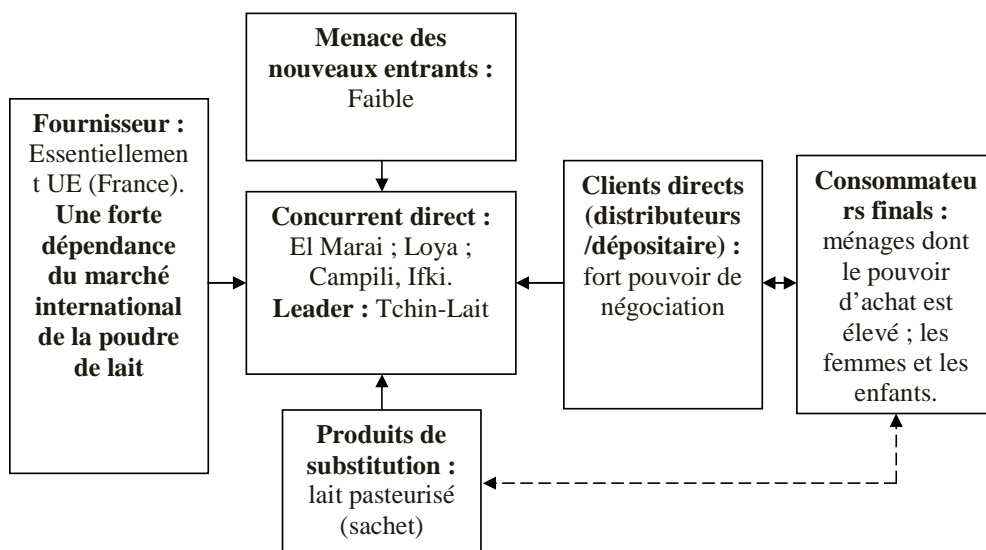 Menace des
nouveaux entrants :
Faible
Fournisseur :
Essentiellemen
t UE (France).
Une forte
dépendance
du marché
international
de la poudre
de lait
Concurrent direct :
El Marai ; Loya ;
Campili, Ifki.
Leader : Tchin-Lait
Clients directs
(distributeurs
/dépositaire) :
fort pouvoir de
négociation
Consommateu
rs finals :
ménages dont
le pouvoir
d’achat est
élevé ; les
femmes et les
enfants.
Produits de
substitution :
lait pasteurisé
(sachet)